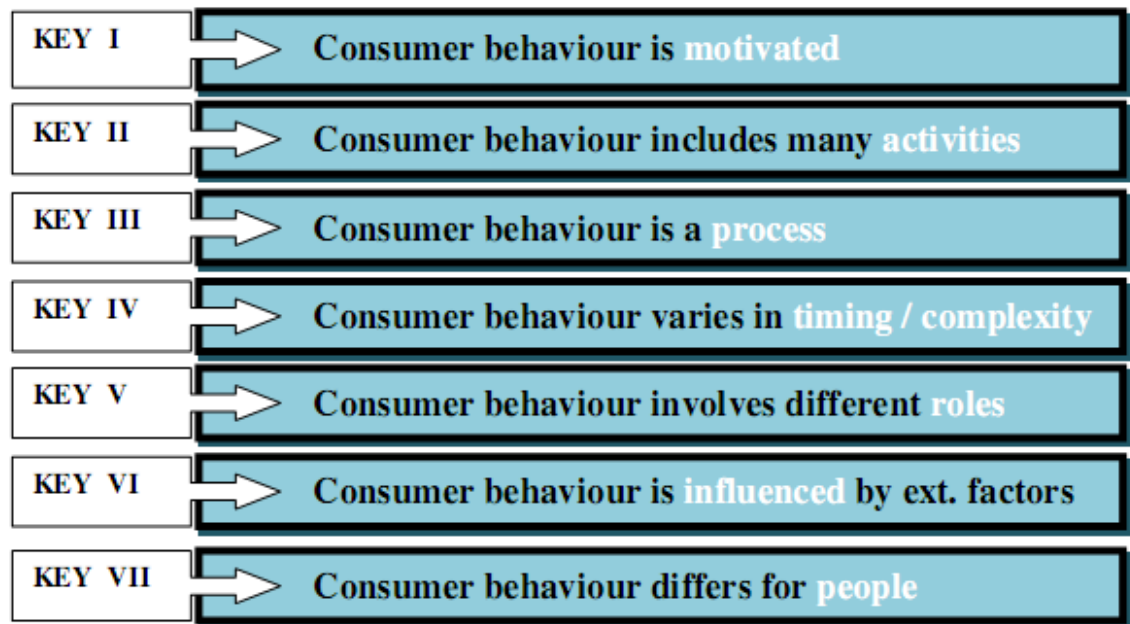 KEY I
Consumer behaviour is motivated
KEY II
Consumer behaviour includes many activities
KEY III
Consumer behaviour is a process
KEY IV
Consumer behaviour varies in timing / complexity
KEY V
Consumer behaviour involves different roles
KEY VI
Consumer behaviour is influenced by ext. factors
KEY VII
Consumer behaviour differs for people